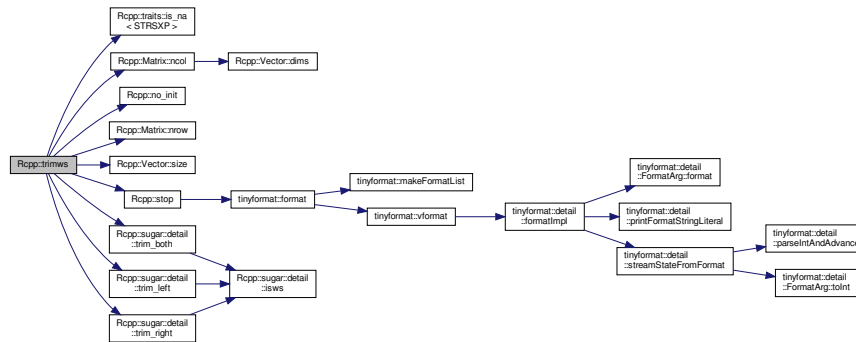 Rcpp::trimws
Rcpp::traits::is_na
< STRSXP >
Rcpp::Matrix::ncol
Rcpp::Vector::dims
Rcpp::no_init
Rcpp::Matrix::nrow
Rcpp::Vector::size
Rcpp::stop
Rcpp::sugar::detail
::trim_both
Rcpp::sugar::detail
::trim_left
Rcpp::sugar::detail
::trim_right
Rcpp::sugar::detail
::isws
tinyformat::format
tinyformat::makeFormatList
tinyformat::vformat
tinyformat::detail
::formatImpl
tinyformat::detail
::FormatArg::format
tinyformat::detail
::printFormatStringLiteral
tinyformat::detail
::streamStateFromFormat
tinyformat::detail
::parseIntAndAdvance
tinyformat::detail
::FormatArg::toInt